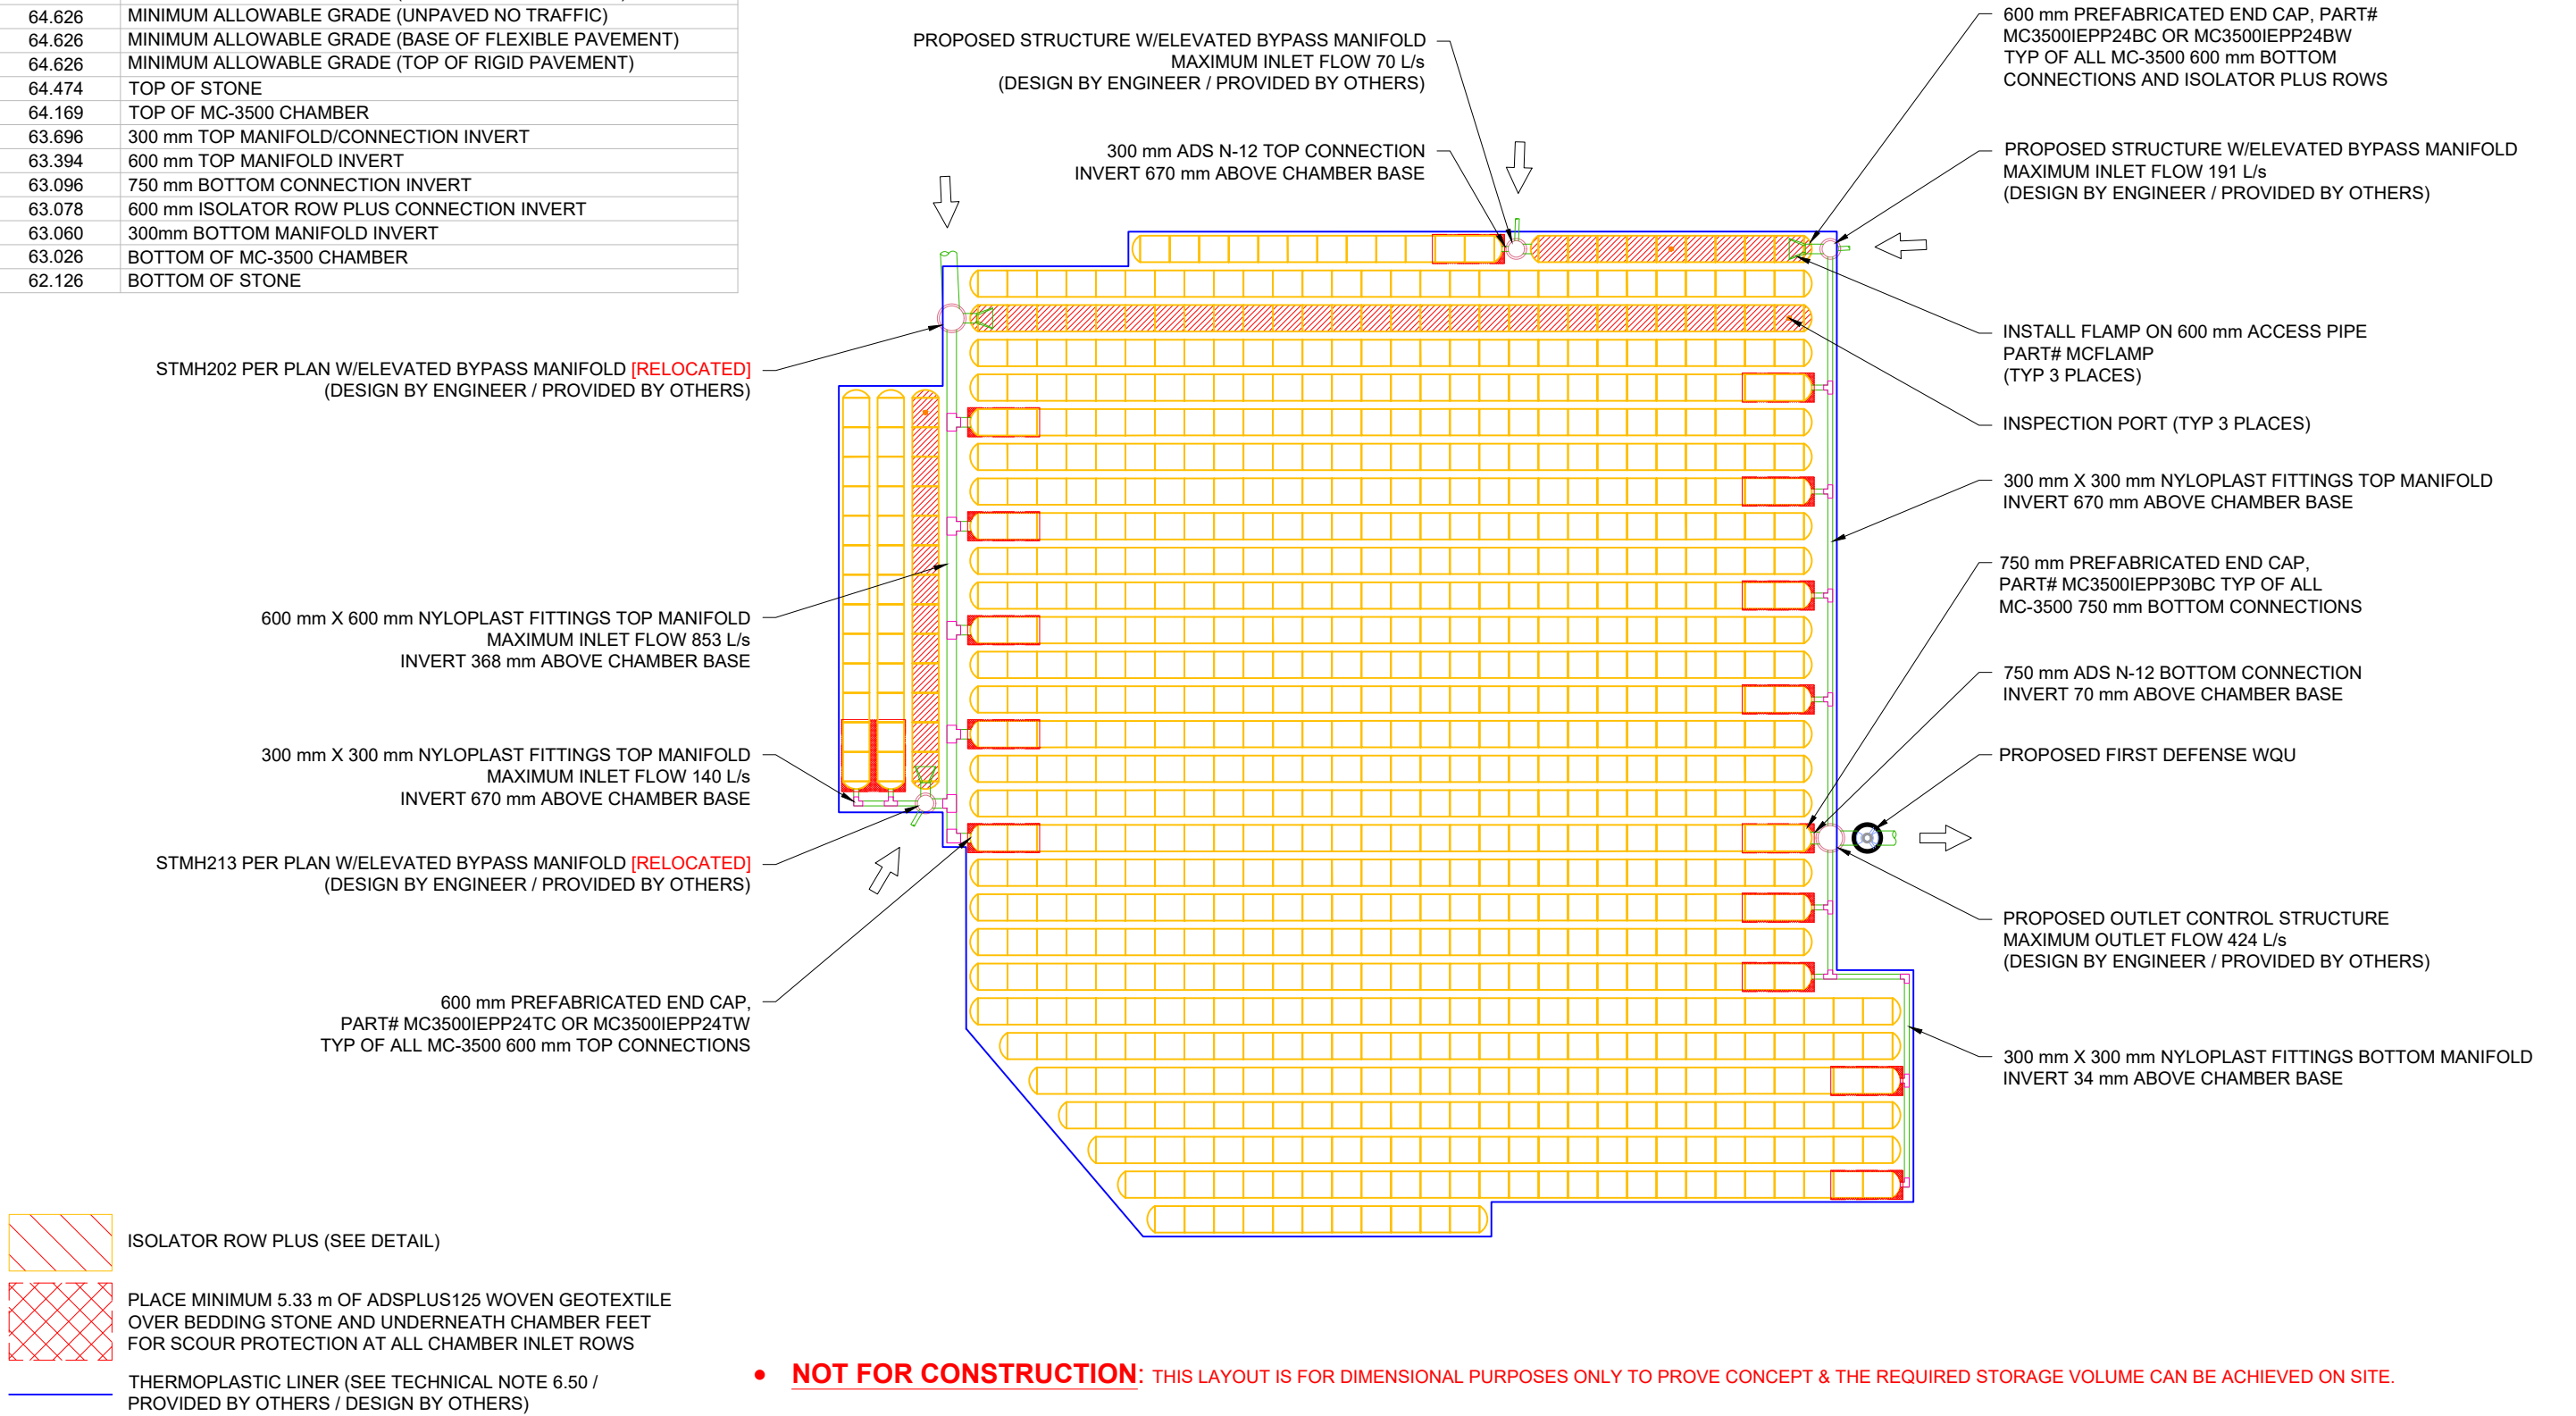 64.626 MINIMUM ALLOWABLE GRADE (UNPAVED NO TRAFFIC)
64.626 MINIMUM ALLOWABLE GRADE (BASE OF FLEXIBLE PAVEMENT)
64.626 MINIMUM ALLOWABLE GRADE (TOP OF RIGID PAVEMENT)
64.474 TOP OF STONE
64.169 TOP OF MC-3500 CHAMBER
63.696 300 mm TOP MANIFOLD/CONNECTION INVERT
63.394 600 mm TOP MANIFOLD INVERT
63.096 750 mm BOTTOM CONNECTION INVERT
63.078 600 mm ISOLATOR ROW PLUS CONNECTION INVERT
63.060 300mm BOTTOM MANIFOLD INVERT
63.026 BOTTOM OF MC-3500 CHAMBER
62.126 BOTTOM OF STONE
PROPOSED STRUCTURE W/ELEVATED BYPASS MANIFOLD
MAXIMUM INLET FLOW 70 L/s
(DESIGN BY ENGINEER / PROVIDED BY OTHERS)
300 mm ADS N-12 TOP CONNECTION
INVERT 670 mm ABOVE CHAMBER BASE
600 mm PREFABRICATED END CAP, PART#
MC3500IEPP24BC OR MC3500IEPP24BW
TYP OF ALL MC-3500 600 mm BOTTOM
CONNECTIONS AND ISOLATOR PLUS ROWS
PROPOSED STRUCTURE W/ELEVATED BYPASS MANIFOLD
MAXIMUM INLET FLOW 191 L/s
(DESIGN BY ENGINEER / PROVIDED BY OTHERS)
INSTALL FLAMP ON 600 mm ACCESS PIPE
PART# MCFLAMP
(TYP 3 PLACES)
INSPECTION PORT (TYP 3 PLACES)
300 mm X 300 mm NYLOPLAST FITTINGS TOP MANIFOLD
INVERT 670 mm ABOVE CHAMBER BASE
750 mm PREFABRICATED END CAP,
PART# MC3500IEPP30BC TYP OF ALL
MC-3500 750 mm BOTTOM CONNECTIONS
750 mm ADS N-12 BOTTOM CONNECTION
INVERT 70 mm ABOVE CHAMBER BASE
PROPOSED FIRST DEFENSE WQU
PROPOSED OUTLET CONTROL STRUCTURE
MAXIMUM OUTLET FLOW 424 L/s
(DESIGN BY ENGINEER / PROVIDED BY OTHERS)
300 mm X 300 mm NYLOPLAST FITTINGS BOTTOM MANIFOLD
INVERT 34 mm ABOVE CHAMBER BASE
STMH202 PER PLAN W/ELEVATED BYPASS MANIFOLD [RELOCATED]
(DESIGN BY ENGINEER / PROVIDED BY OTHERS)
600 mm X 600 mm NYLOPLAST FITTINGS TOP MANIFOLD
MAXIMUM INLET FLOW 853 L/s
INVERT 368 mm ABOVE CHAMBER BASE
300 mm X 300 mm NYLOPLAST FITTINGS TOP MANIFOLD
MAXIMUM INLET FLOW 140 L/s
INVERT 670 mm ABOVE CHAMBER BASE
STMH213 PER PLAN W/ELEVATED BYPASS MANIFOLD [RELOCATED]
(DESIGN BY ENGINEER / PROVIDED BY OTHERS)
600 mm PREFABRICATED END CAP,
PART# MC3500IEPP24TC OR MC3500IEPP24TW
TYP OF ALL MC-3500 600 mm TOP CONNECTIONS
ISOLATOR ROW PLUS (SEE DETAIL)
PLACE MINIMUM 5.33 m OF ADSPLUS125 WOVEN GEOTEXTILE
OVER BEDDING STONE AND UNDERNEATH CHAMBER FEET
FOR SCOUR PROTECTION AT ALL CHAMBER INLET ROWS
THERMOPLASTIC LINER (SEE TECHNICAL NOTE 6.50 /
PROVIDED BY OTHERS / DESIGN BY OTHERS)
• NOT FOR CONSTRUCTION: THIS LAYOUT IS FOR DIMENSIONAL PURPOSES ONLY TO PROVE CONCEPT & THE REQUIRED STORAGE VOLUME CAN BE ACHIEVED ON SITE.